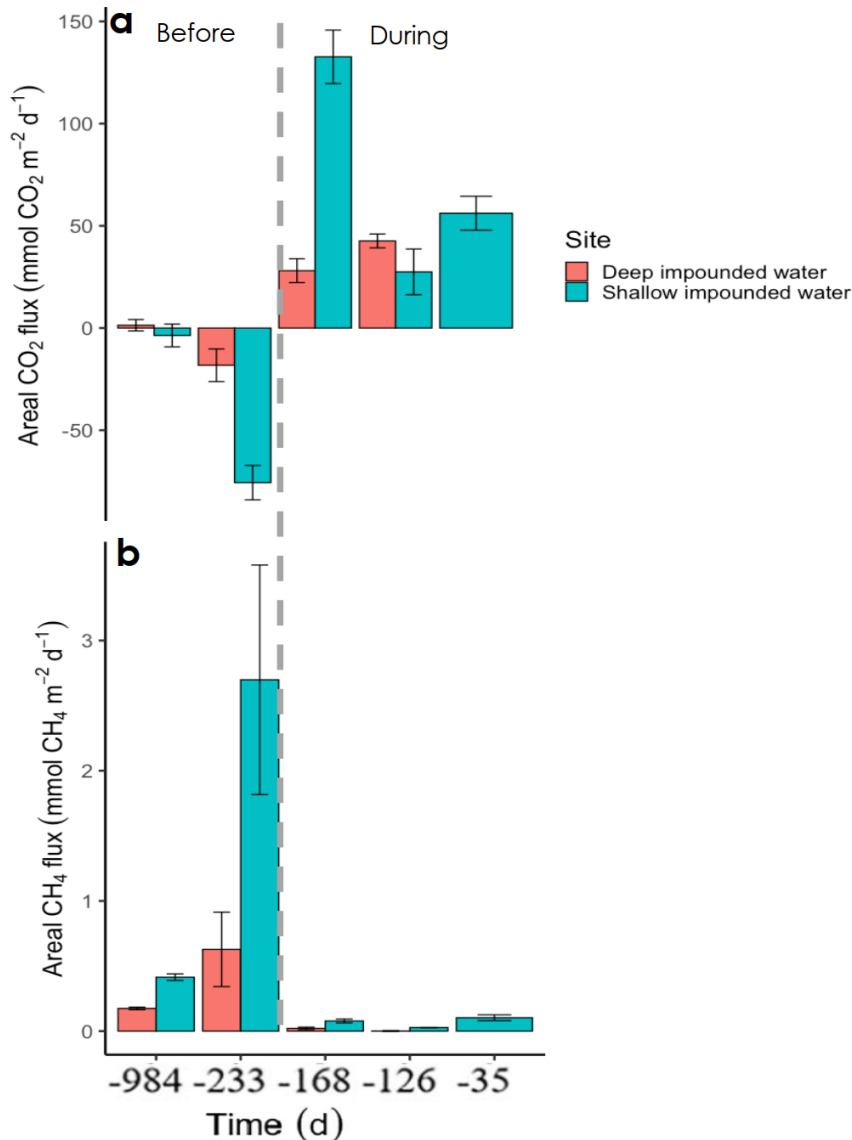 a
Before
During
150
100
50
0
-50
Areal CO₂ flux (mmol CO₂ m⁻² d⁻¹)
Site
Deep impounded water
Shallow impounded water
b
3
2
1
0
Areal CH₄ flux (mmol CH₄ m⁻² d⁻¹)
-984 -233 -168 -126 -35
Time (d)